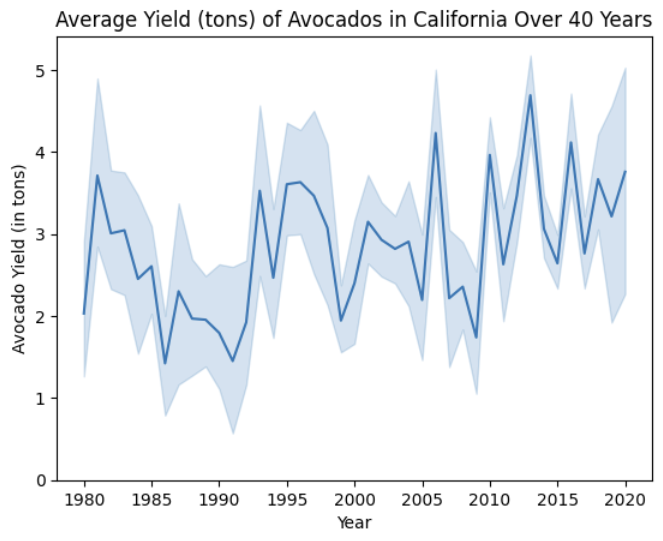 Average Yield (tons) of Avocados in California Over 40 Years
5
4
3
2
1
0
Avocado Yield (in tons)
1980 1985 1990 1995 2000 2005 2010 2015 2020
Year